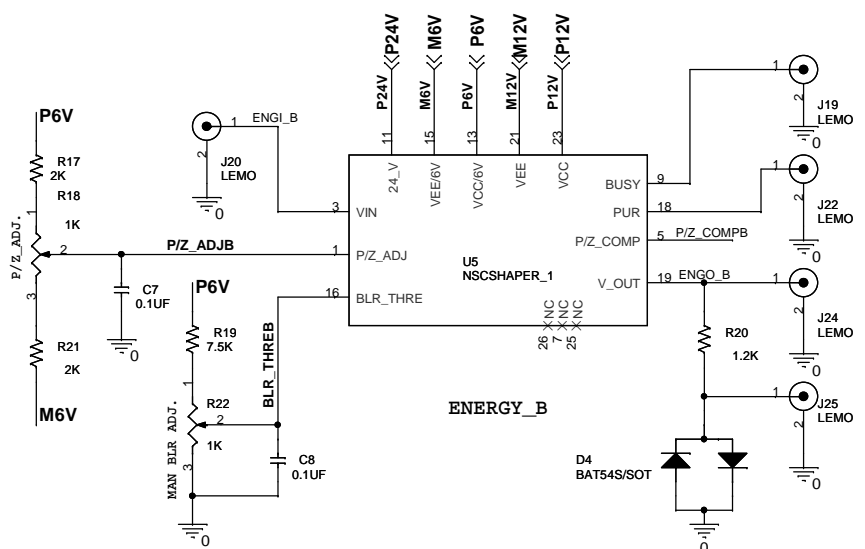 P24V
M6V
P6V
M12V
P12V
P24V
M6V
P6V
M12V
P12V
11
15
13
21
23
24_V
VEE/6V
VCC/6V
VEE
VCC
1
ENGI_B
2
J20
LEMO
0
3
VIN
1
P/Z_ADJ
16
BLR_THRE
U5
NSCSHAPER_1
BUSY
9
PUR
18
P/Z_COMP
5
P/Z_COMPB
V_OUT
19
ENGO_B
NC
NC
NC
26
7
25
1
2
J19
LEMO
0
1
2
J22
LEMO
0
1
2
J24
LEMO
0
1
2
J25
LEMO
0
P6V
R17
2K
R18
1
1K
P/Z_ADJ.
2
3
P/Z_ADJB
C7
0.1UF
0
R21
2K
M6V
P6V
R19
7.5K
1
R22
2
1K
3
MAN BLR ADJ.
BLR_THREB
C8
0.1UF
0
ENERGY_B
R20
1.2K
D4
BAT54S/SOT
0